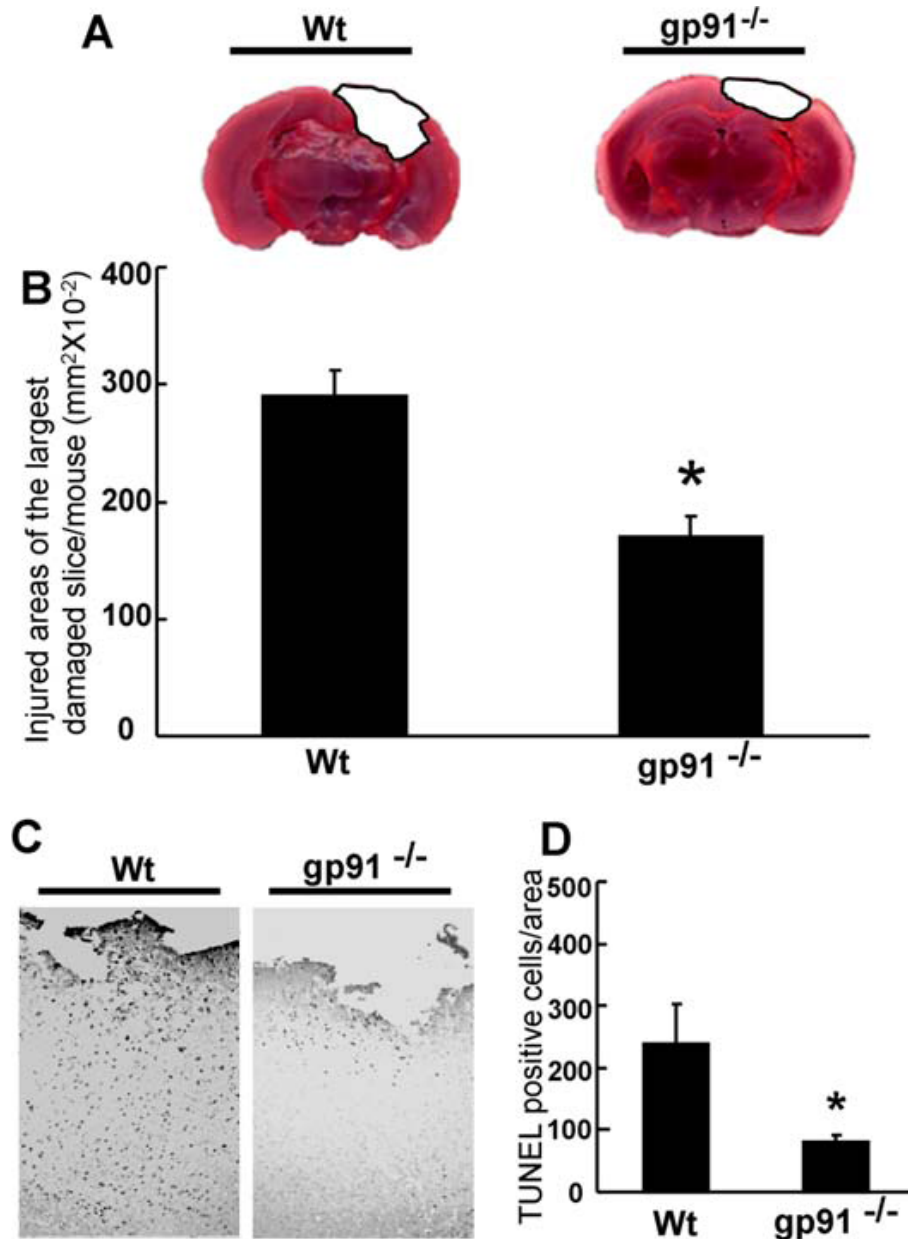 A
Wt
gp91-/-
B
Injured areas of the largest
damaged slice/mouse (mm2X10-2)
400
300
200
100
0
*
Wt
gp91 -/-
C
Wt
gp91 -/-
D
TUNEL positive cells/area
500
400
300
200
100
0
*
Wt
gp91 -/-